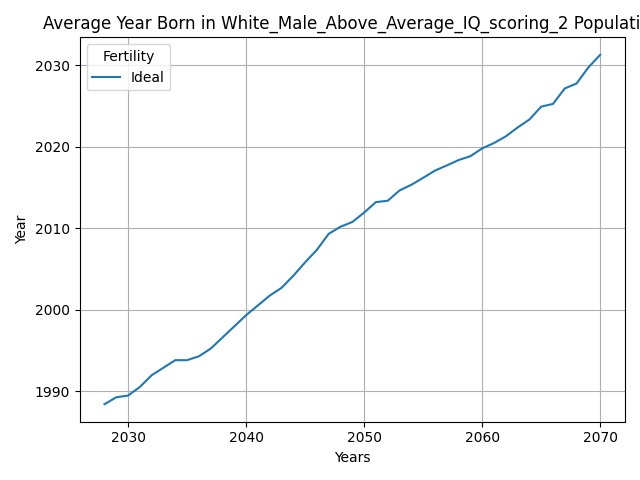 Average Year Born in White_Male_Above_Average_IQ_scoring_2 Populati
Fertility
Ideal
Year
2030
2020
2010
2000
1990
2030 2040 2050 2060 2070
Years